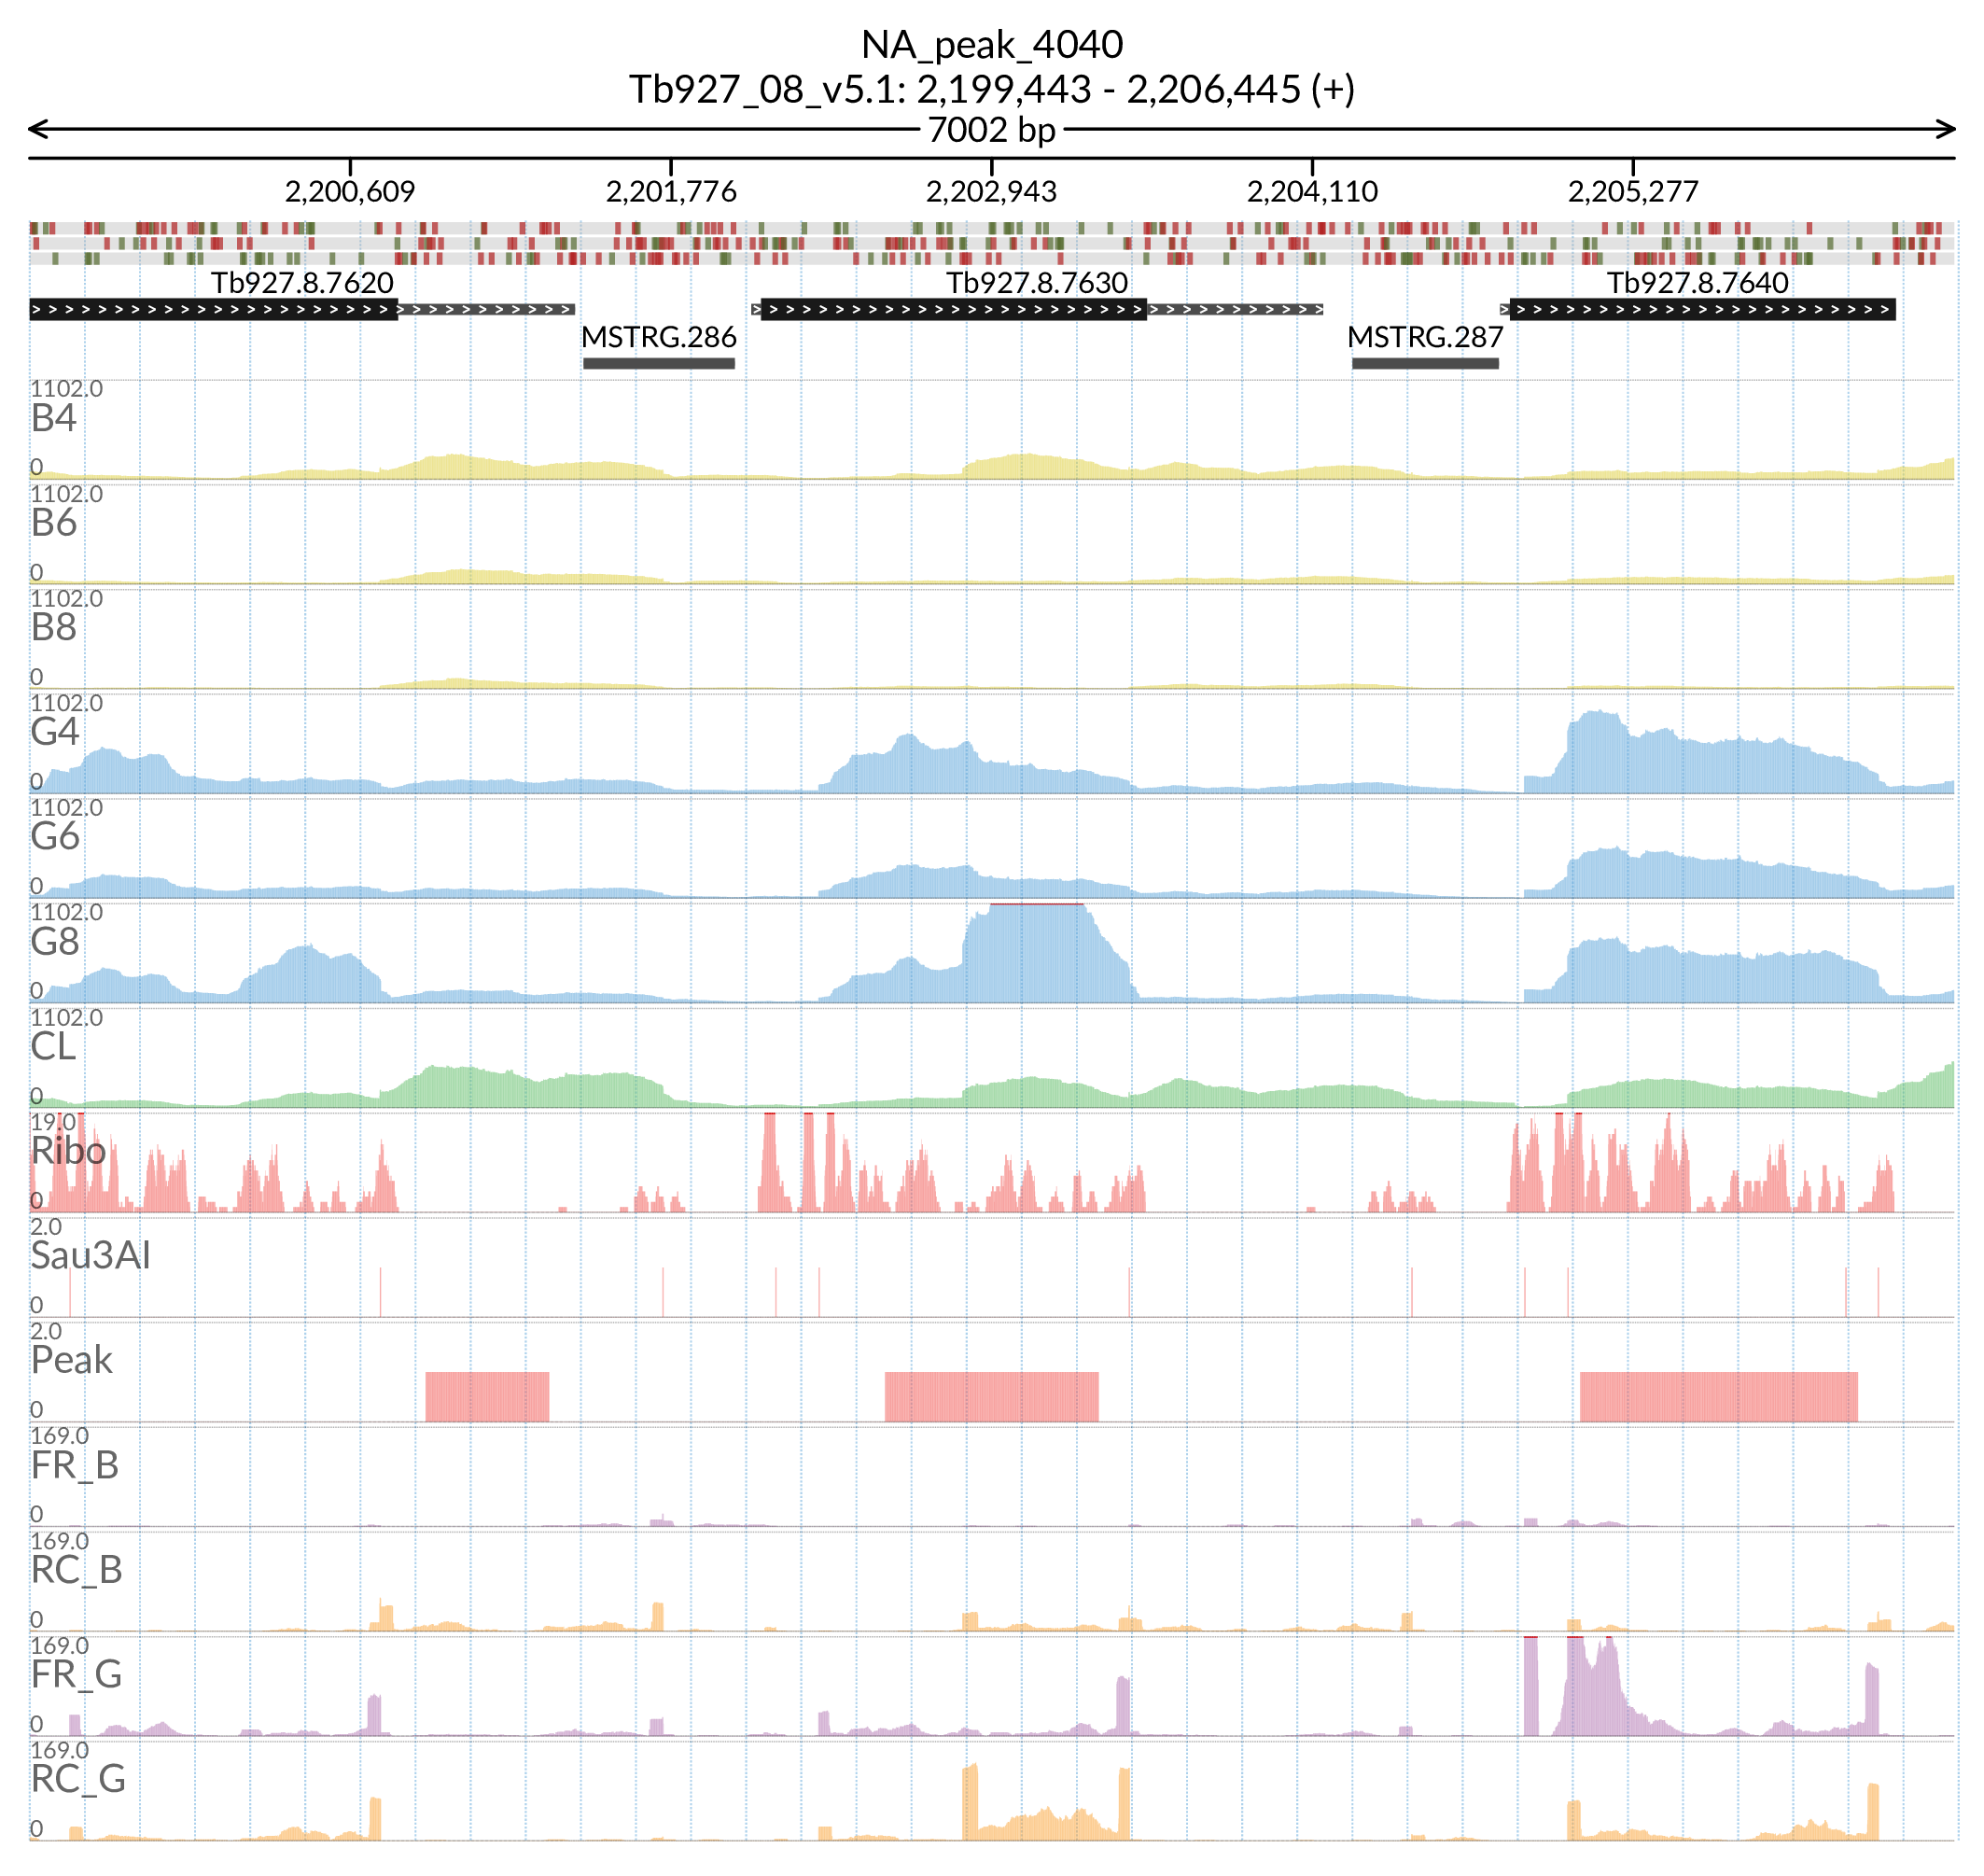 NA_peak_4040
Tb927_08_v5.1: 2,199,443 - 2,206,445 (+)
7002 bp
2,200,609 2,201,776 2,202,943 2,204,110 2,205,277
Tb927.8.7620 Tb927.8.7630 Tb927.8.7640
MSTRG.286 MSTRG.287
1102.0
B4
0
1102.0
B6
0
1102.0
B8
0
1102.0
G4
0
1102.0
G6
0
1102.0
G8
0
1102.0
CL
0
19.0
Ribo
0
2.0
Sau3AI
0
2.0
Peak
0
169.0
FR_B
0
169.0
RC_B
0
169.0
FR_G
0
169.0
RC_G
0